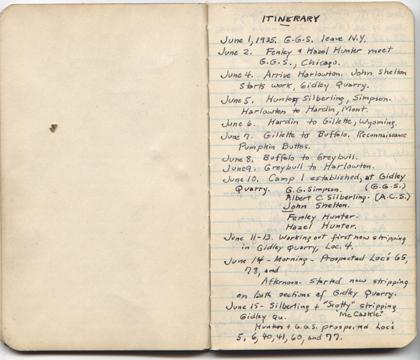 ITINERARY
June 1, 1935. G.G.S. leave N.Y.
June 2. Fenley & Hazel Hunter meet
G.G.S., Chicago.
June 4. Arrive Harlowton. John Shelton
starts work, Gidley Quarry.
June 5. Hunters, Silberling, Simpson.
Harlowton to Hardin, Mont.
June 6. Hardin to Gillette, Wyoming.
June 7. Gillette to Buffalo. Reconnaissance
Pumpkin Buttes.
June 8. Buffalo to Greybull.
June 9. Greybull to Harlowton.
June 10. Camp 1 established, at Gidley
Quarry. G.G. Simpson. (G.G.S.)
Albert C. Silberling. (A.C.S.)
John Shelton.
Fenley Hunter.
Hazel Hunter.
June 11-13. Working out first new stripping
in Gidley Quarry, Loc. 4.
June 14 - Morning - Prospected Loc's 65,
73, and
Afternoon. Started new stripping
on both sections of Gidley Quarry.
June 15 - Silberling + "Scotty" stripping
Gidley Qu. McCaskie
Hunters + G.G.S. prospected Loc's
5, 6, 40, 41, 60, and 77.